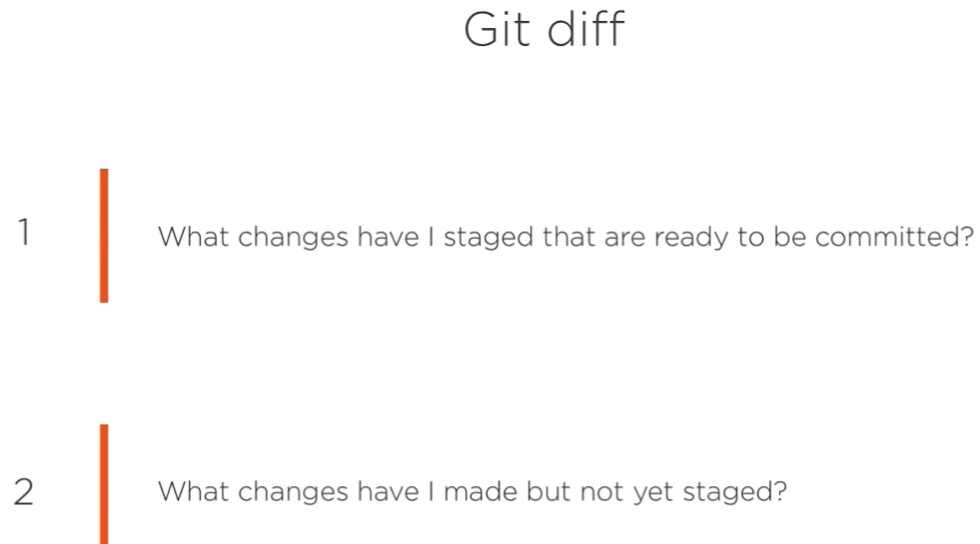 Git diff
1
What changes have I staged that are ready to be committed?
2
What changes have I made but not yet staged?